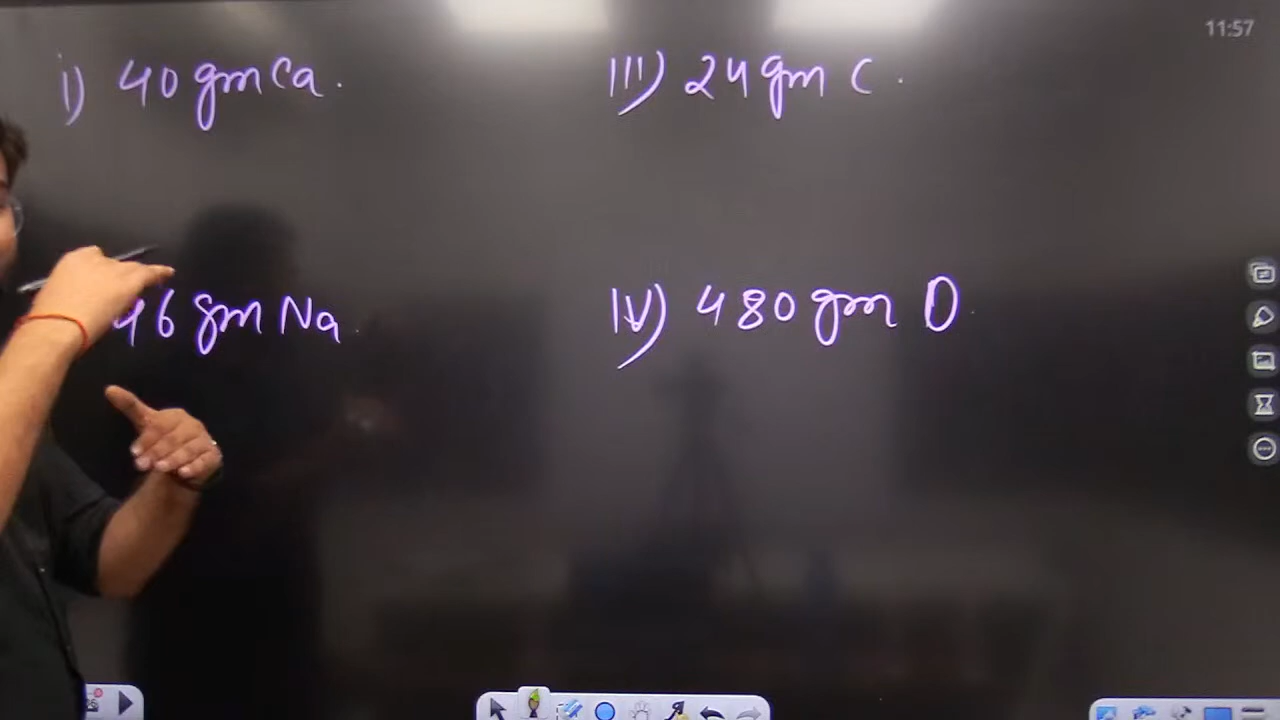 11:57
i) 40 gm Ca.
III) 24 gm C.
46 gm Na.
IV) 480 gm O.